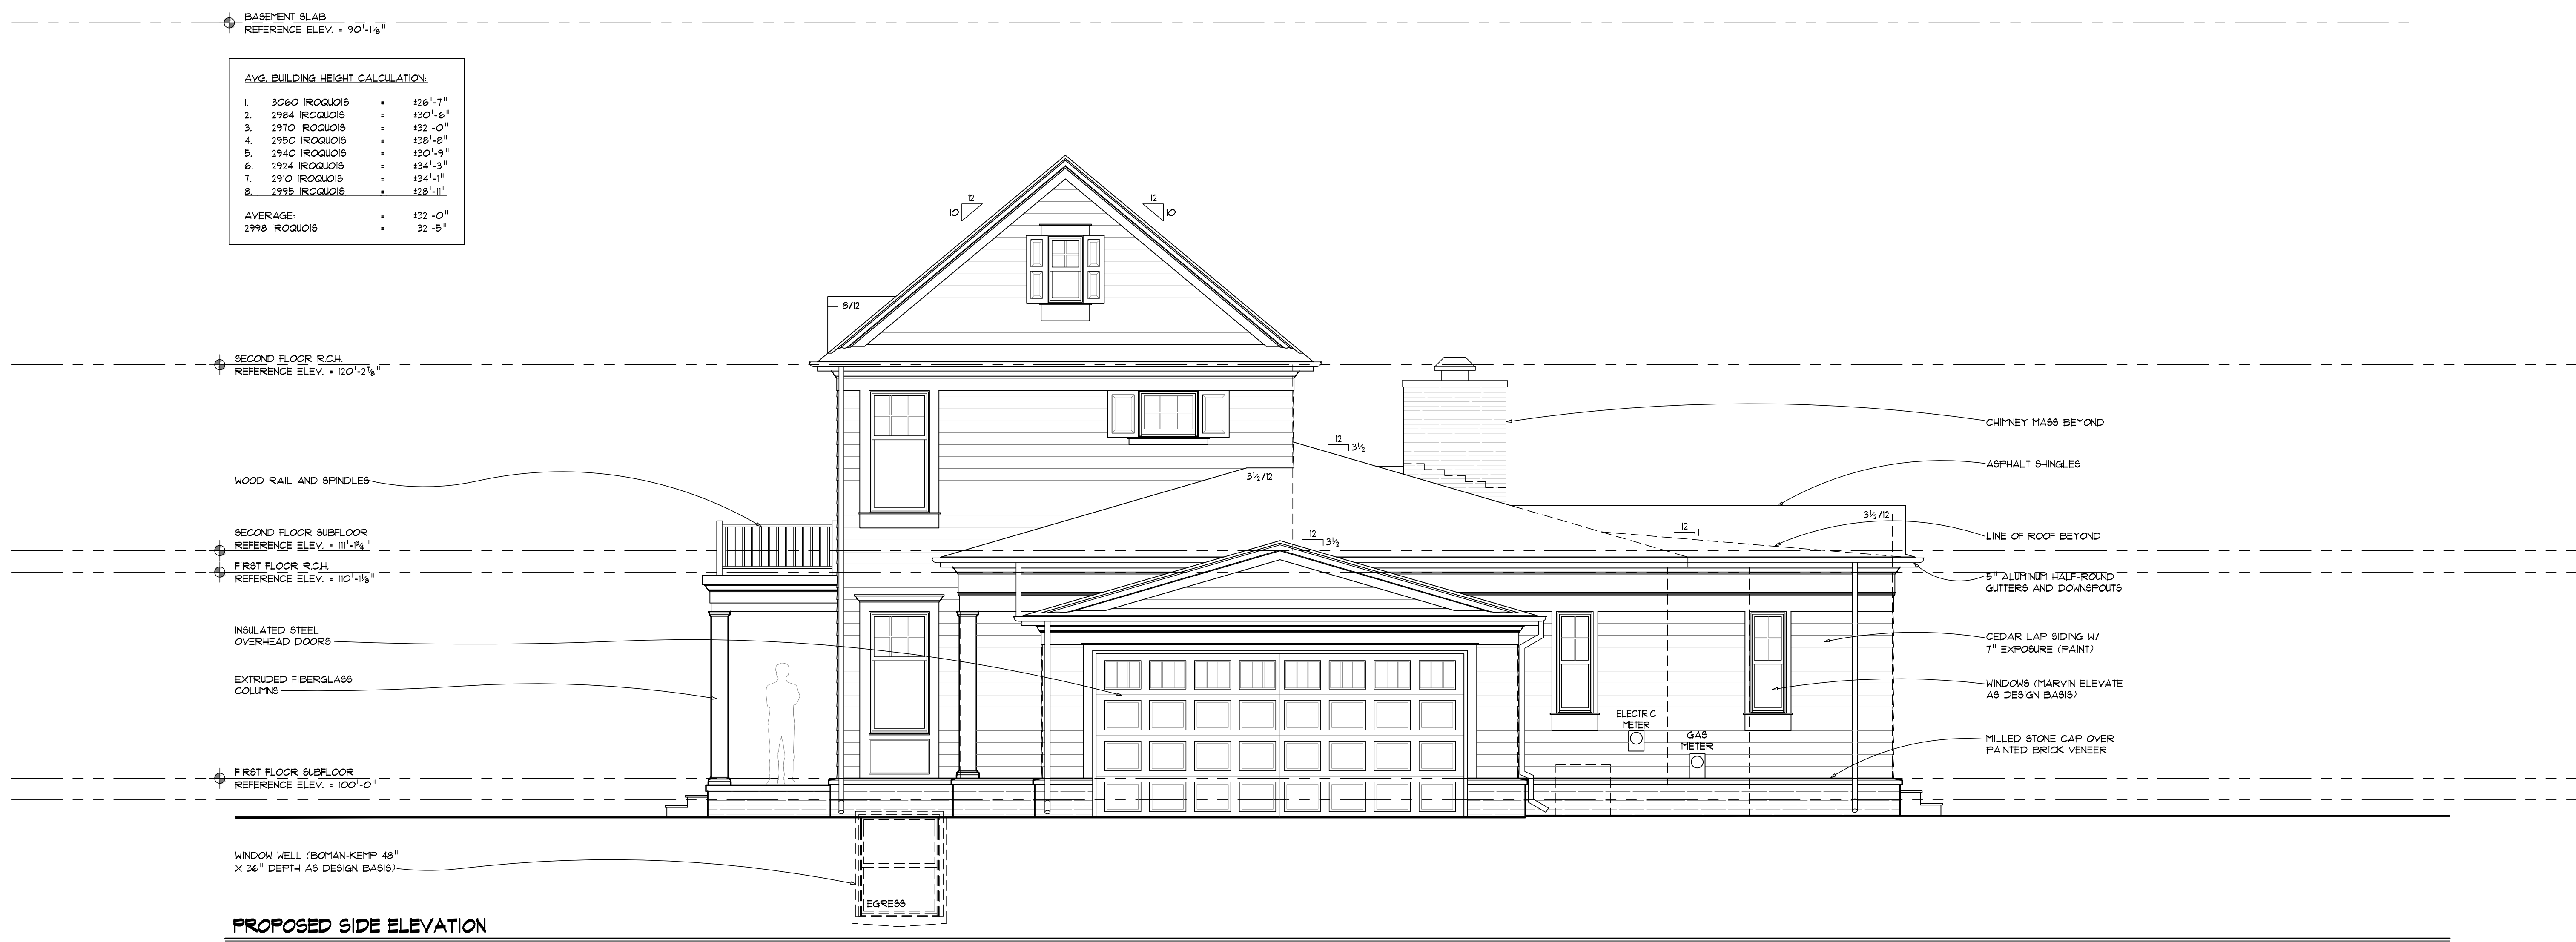 BASEMENT SLAB
REFERENCE ELEV. = 90'-1⅛"
AVG. BUILDING HEIGHT CALCULATION:
1. 3060 IROQUOIS = ±26'-7"
2. 2984 IROQUOIS = ±30'-6"
3. 2970 IROQUOIS = ±32'-0"
4. 2950 IROQUOIS = ±38'-8"
5. 2940 IROQUOIS = ±30'-9"
6. 2924 IROQUOIS = ±34'-3"
7. 2910 IROQUOIS = ±34'-1"
8. 2995 IROQUOIS = ±28'-11"
AVERAGE: = ±32'-0"
2998 IROQUOIS = 32'-5"
12
10
12
10
8/12
SECOND FLOOR R.C.H.
REFERENCE ELEV. = 120'-2⅞"
CHIMNEY MASS BEYOND
12
3½
ASPHALT SHINGLES
3½/12
WOOD RAIL AND SPINDLES
3½/12
12
1
12
3½
SECOND FLOOR SUBFLOOR
REFERENCE ELEV. = 111'-1¾"
LINE OF ROOF BEYOND
FIRST FLOOR R.C.H.
REFERENCE ELEV. = 110'-1⅛"
5" ALUMINUM HALF-ROUND
GUTTERS AND DOWNSPOUTS
INSULATED STEEL
OVERHEAD DOORS
CEDAR LAP SIDING W/
7" EXPOSURE (PAINT)
EXTRUDED FIBERGLASS
COLUMNS
WINDOWS (MARVIN ELEVATE
AS DESIGN BASIS)
ELECTRIC
METER
GAS
METER
MILLED STONE CAP OVER
PAINTED BRICK VENEER
FIRST FLOOR SUBFLOOR
REFERENCE ELEV. = 100'-0"
WINDOW WELL (BOMAN-KEMP 48"
X 36" DEPTH AS DESIGN BASIS)
EGRESS
PROPOSED SIDE ELEVATION